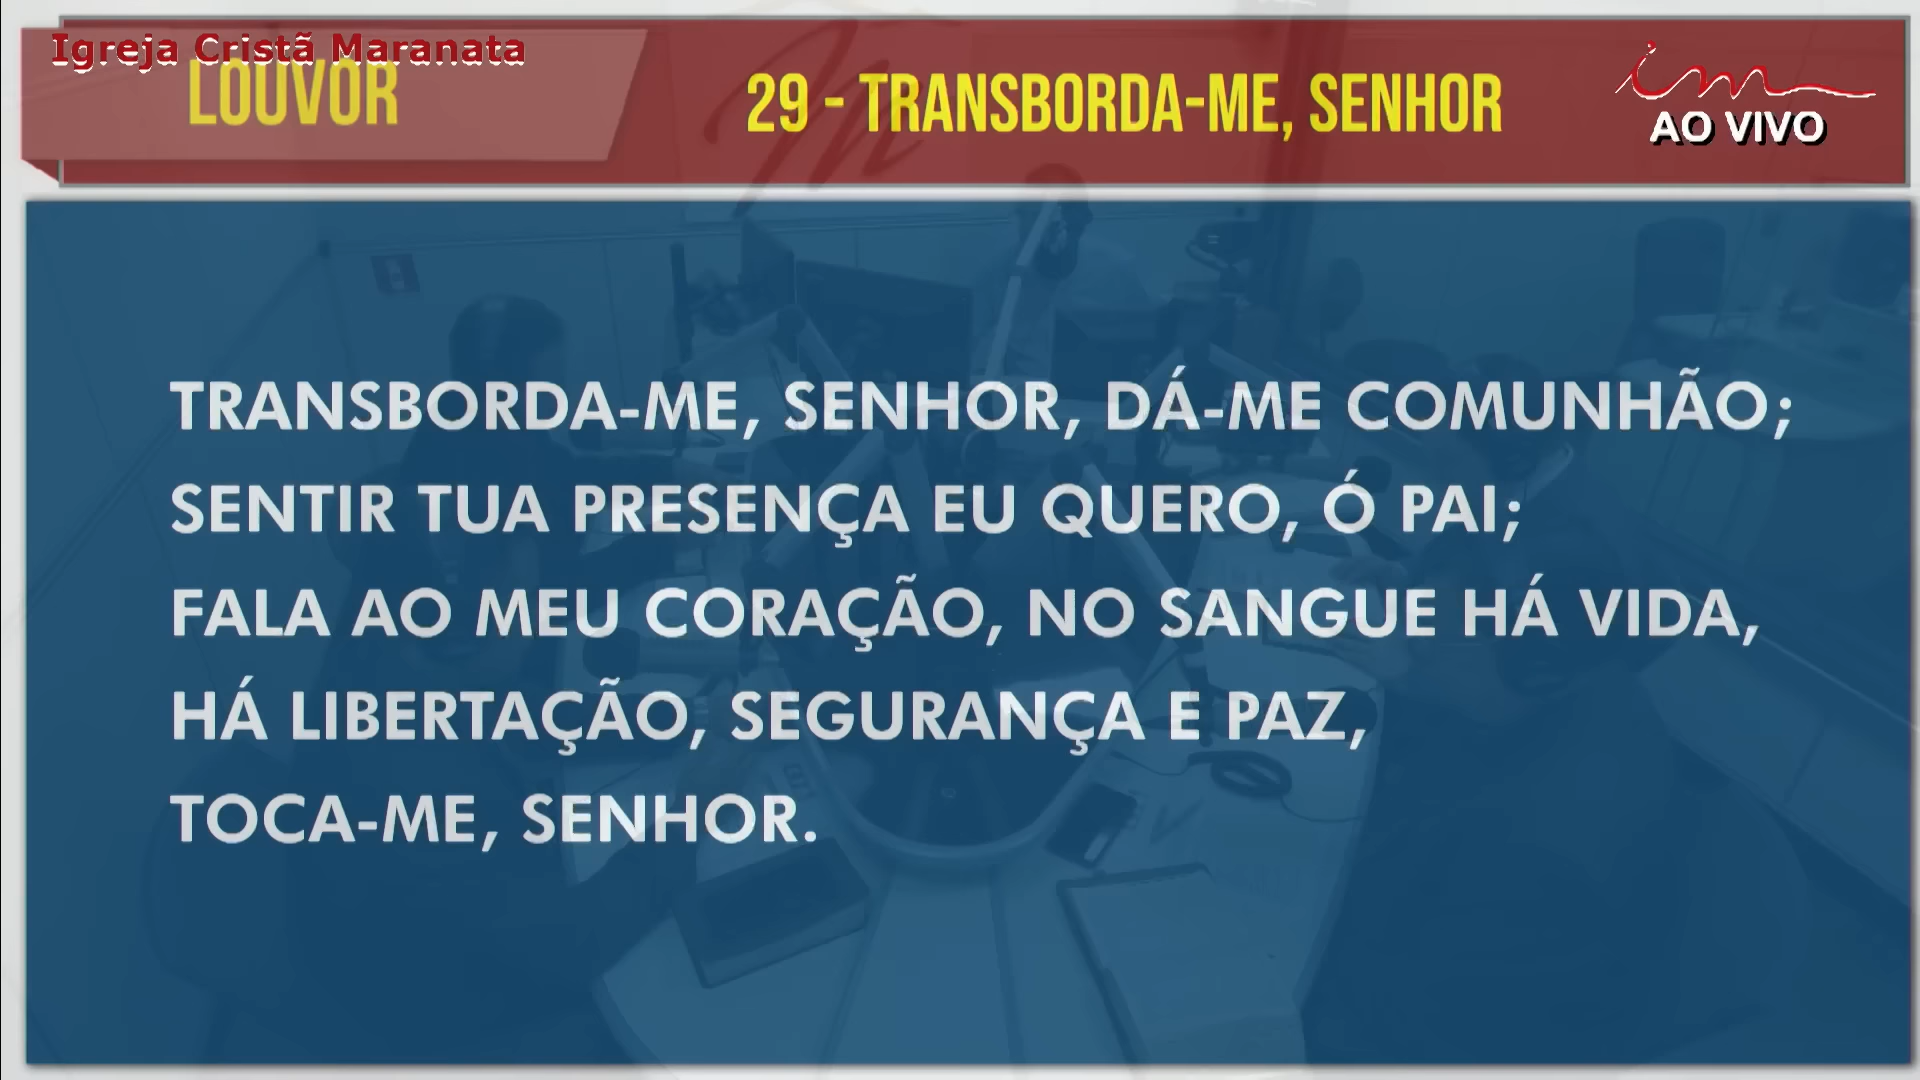 Igreja Cristã Maranata
LOUVOR
29 - TRANSBORDA-ME, SENHOR
im
AO VIVO
TRANSBORDA-ME, SENHOR, DÁ-ME COMUNHÃO;
SENTIR TUA PRESENÇA EU QUERO, Ó PAI;
FALA AO MEU CORAÇÃO, NO SANGUE HÁ VIDA,
HÁ LIBERTAÇÃO, SEGURANÇA E PAZ,
TOCA-ME, SENHOR.